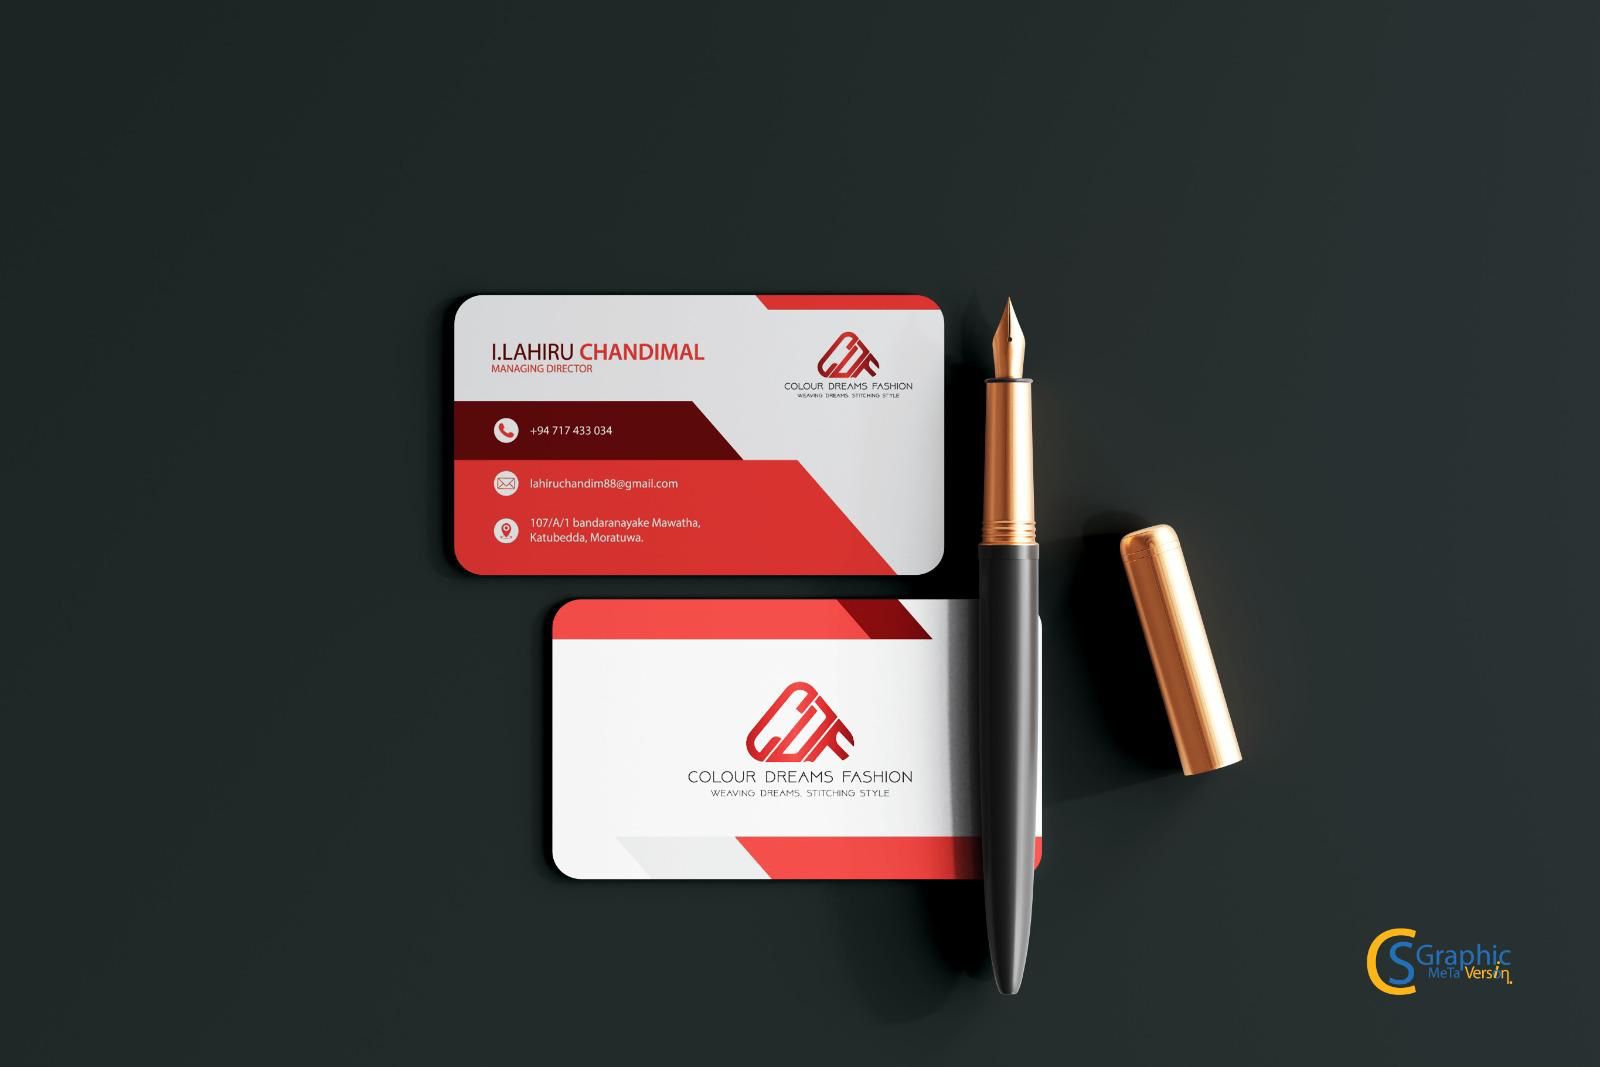 I.LAHIRU CHANDIMAL
MANAGING DIRECTOR
CDF
COLOUR DREAMS FASHION
WEAVING DREAMS, STITCHING STYLE
+94 717 433 034
lahiruchandim88@gmail.com
107/A/1 bandaranayake Mawatha,
Katubedda, Moratuwa.
CDF
COLOUR DREAMS FASHION
WEAVING DREAMS, STITCHING STYLE
CS Graphic
MeTa Version.